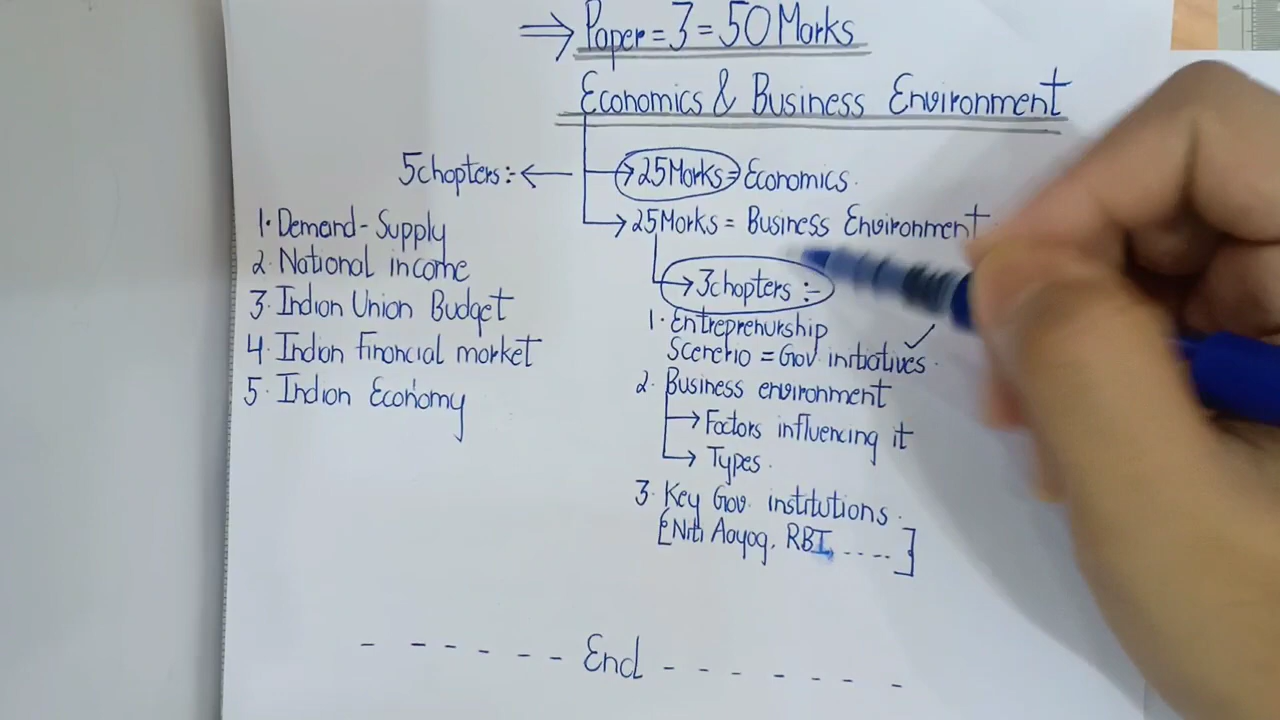 ⇒ Paper = 3 = 50 Marks
Economics & Business Environment
5 chapters :- ← → 25 Marks = Economics.
→ 25 Marks = Business Environment
1. Demand - Supply
2. National income
3. Indian Union Budget
4. Indian financial market
5. Indian Economy
→ 3 chapters :-
1. Entreprenurship
Scenerio = Gov initiatives. ✓
2. Business environment
→ Factors influencing it
→ Types.
3. Key Gov. institutions.
[Niti Aayog, RBI, .....]
- - - - - - End - - - - - - -